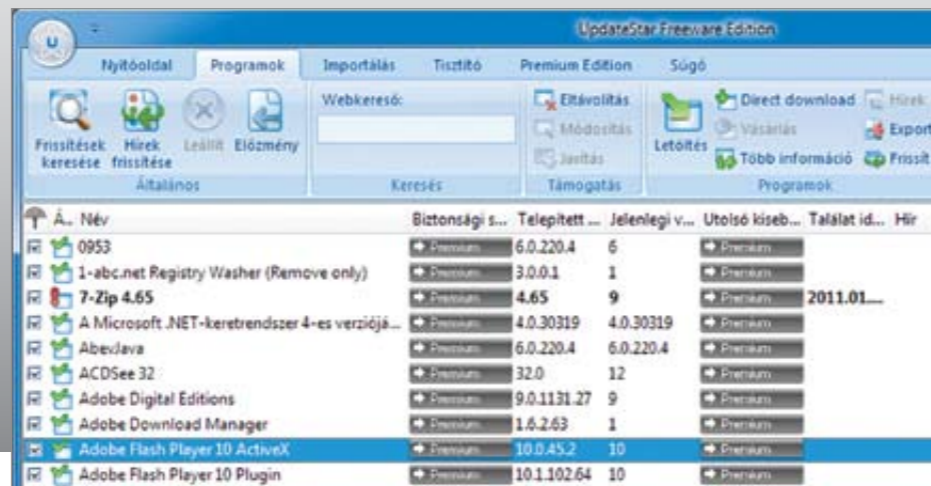 UpdateStar Freeware Edition
Nyitóoldal Programok Importálás Tisztító Premium Edition Súgó
Frissítések keresése
Hírek frissítése
Leállít
Előzmény
Általános
Webkereső:
Keresés
Eltávolítás
Módosítás
Javítás
Támogatás
Letöltés
Direct download
Vásárlás
Több információ
Hírek
Export
Frissít
Programok
Á... Név Biztonsági s... Telepített ... Jelenlegi v... Utolsó kiseb... Találat id... Hír
0953 Premium 6.0.220.4 6 Premium
1-abc.net Registry Washer (Remove only) Premium 3.0.0.1 1 Premium
7-Zip 4.65 Premium 4.65 9 Premium 2011.01....
A Microsoft .NET-keretrendszer 4-es verziójá... Premium 4.0.30319 4.0.30319 Premium
AbevJava Premium 6.0.220.4 6.0.220.4 Premium
ACDSee 32 Premium 32.0 12 Premium
Adobe Digital Editions Premium 9.0.1131.27 9 Premium
Adobe Download Manager Premium 1.6.2.63 1 Premium
Adobe Flash Player 10 ActiveX Premium 10.0.45.2 10 Premium
Adobe Flash Player 10 Plugin Premium 10.1.102.64 10 Premium